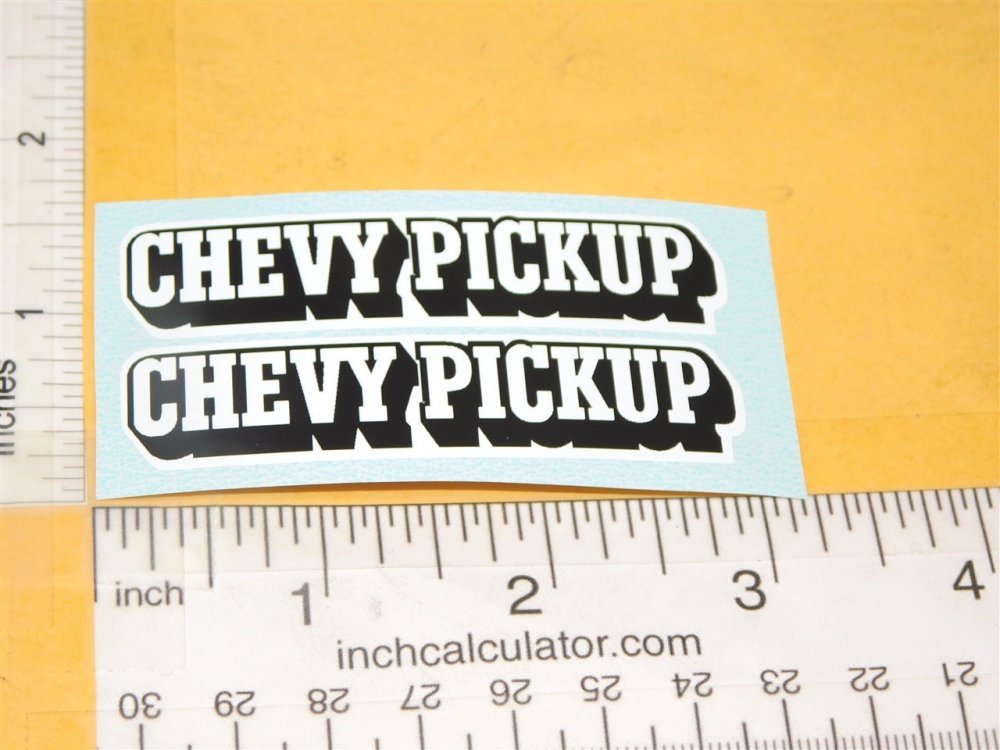 2
1
inches
CHEVY PICKUP
CHEVY PICKUP
inch 1 2 3 4
inchcalculator.com
30 29 28 27 26 25 24 23 22 21